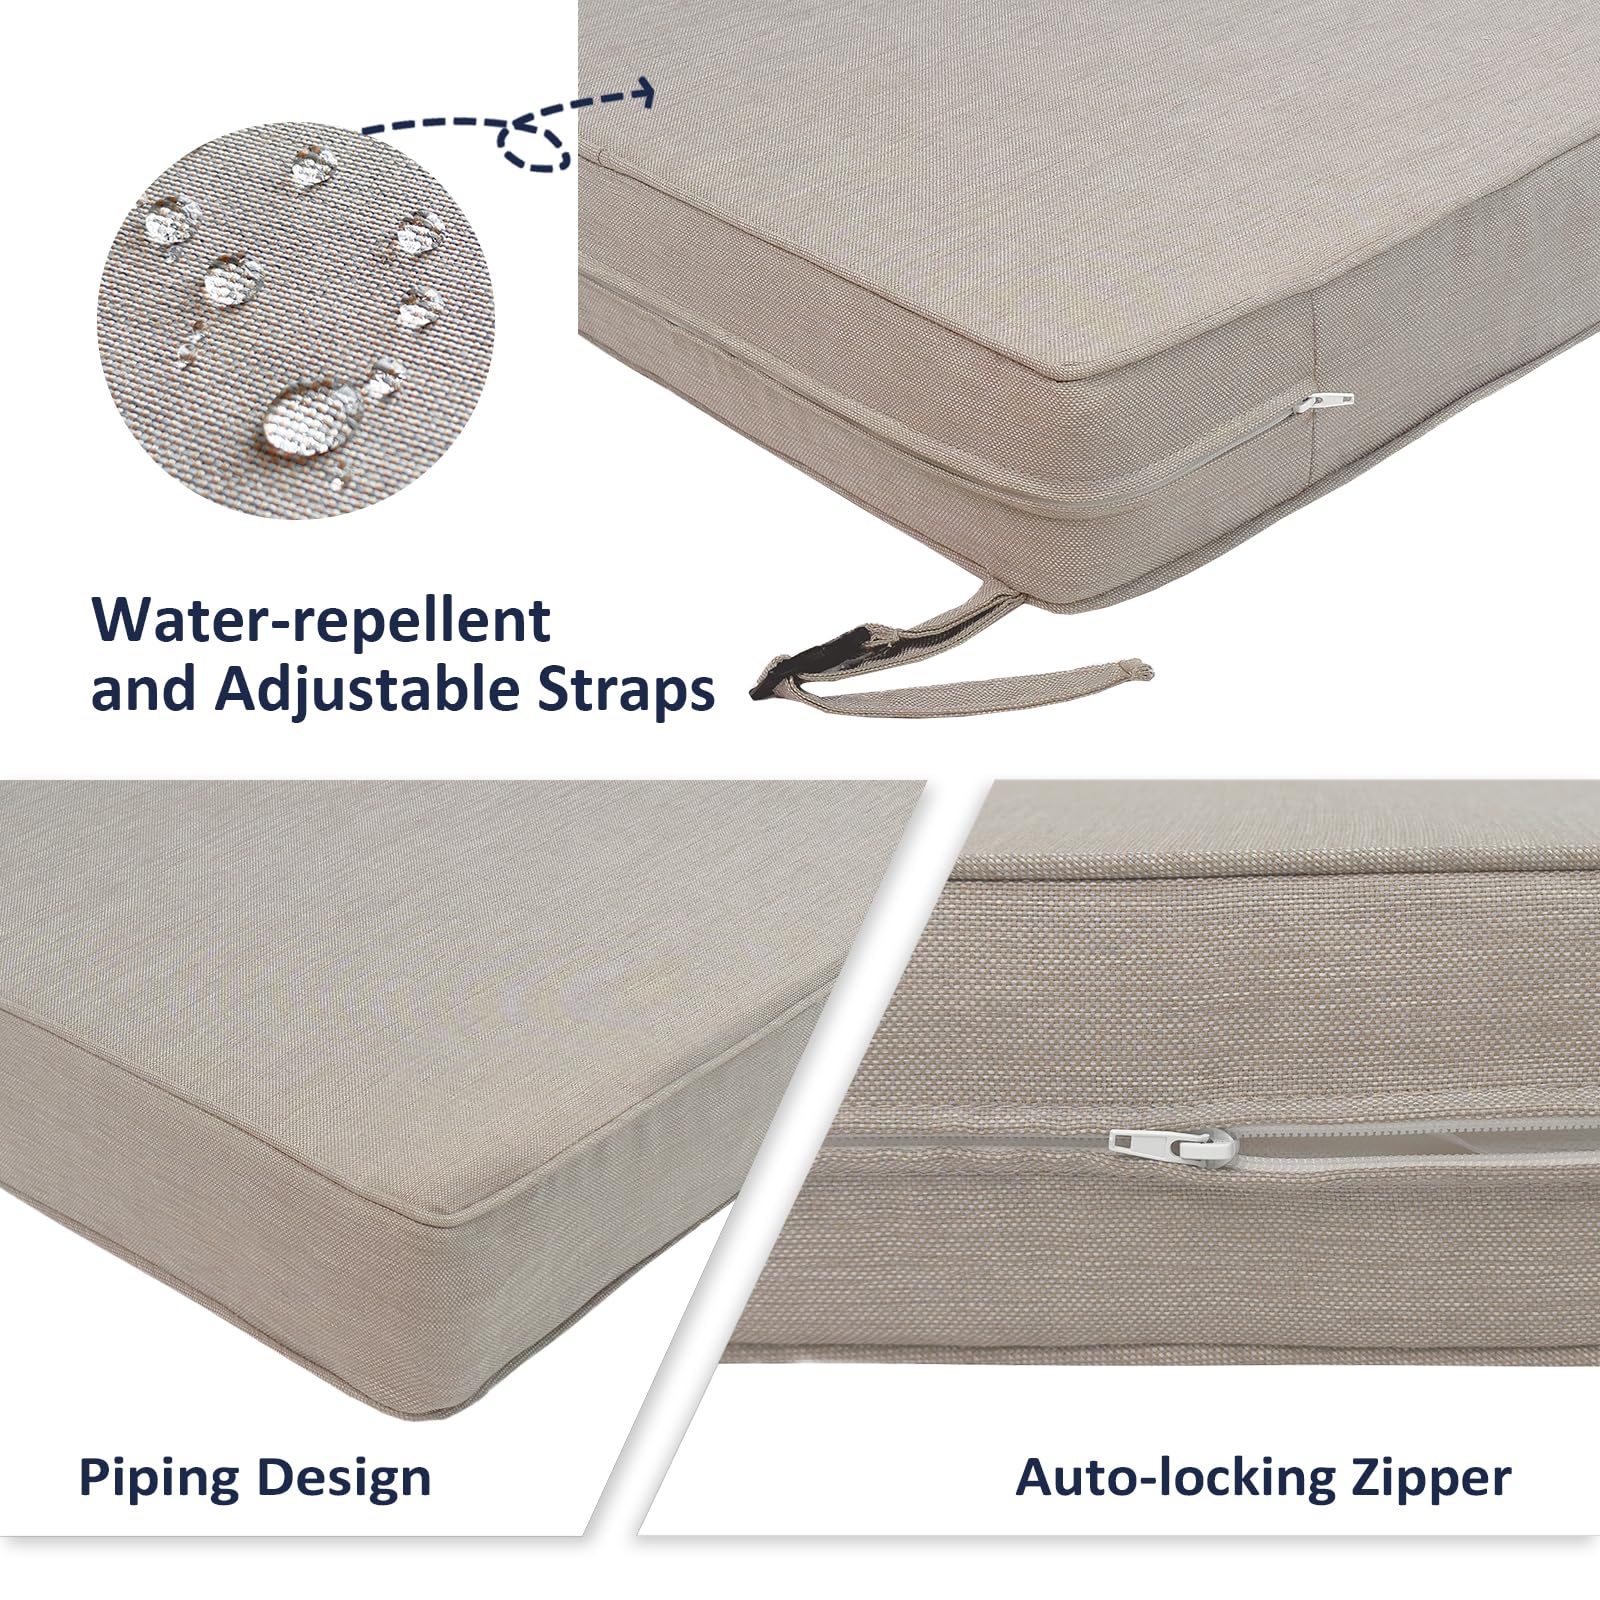 Water-repellent
and Adjustable Straps
Piping Design
Auto-locking Zipper